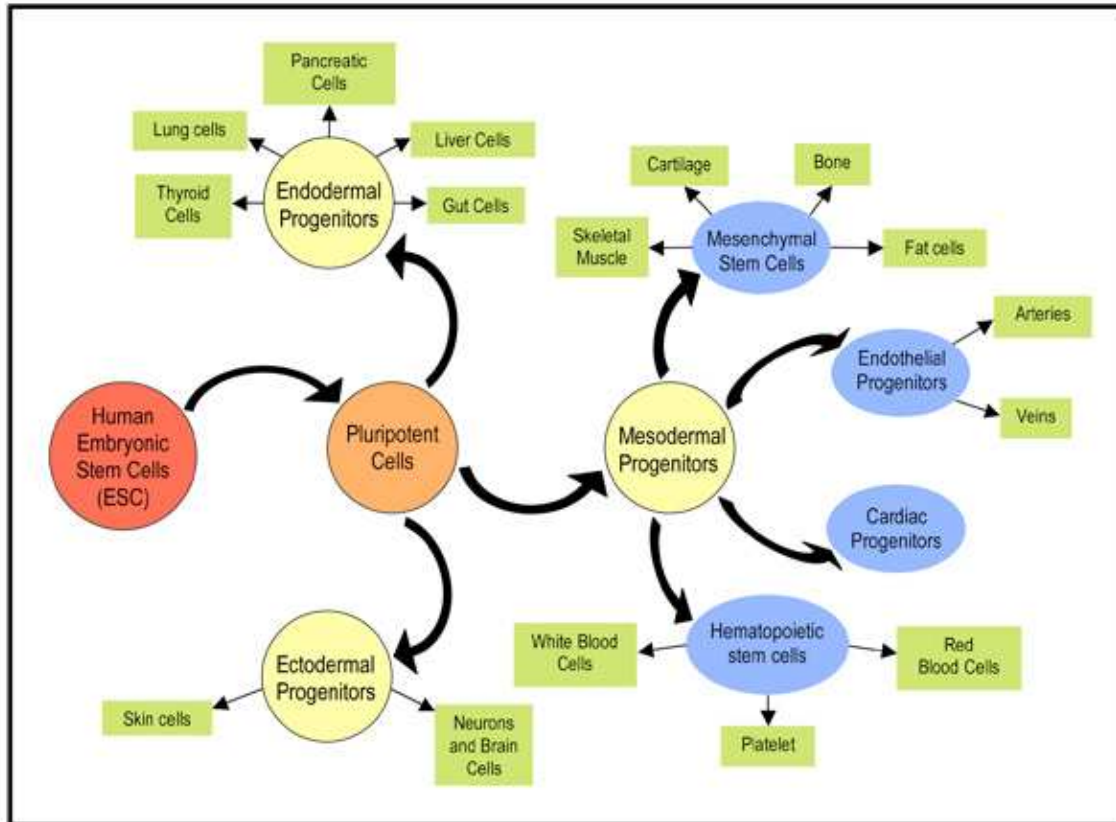 Pancreatic
Cells
Lung cells
Liver Cells
Thyroid
Cells
Endodermal
Progenitors
Gut Cells
Cartilage
Bone
Skeletal
Muscle
Mesenchymal
Stem Cells
Fat cells
Arteries
Endothelial
Progenitors
Veins
Human
Embryonic
Stem Cells
(ESC)
Pluripotent
Cells
Mesodermal
Progenitors
Cardiac
Progenitors
White Blood
Cells
Hematopoietic
stem cells
Red
Blood Cells
Platelet
Ectodermal
Progenitors
Skin cells
Neurons
and Brain
Cells